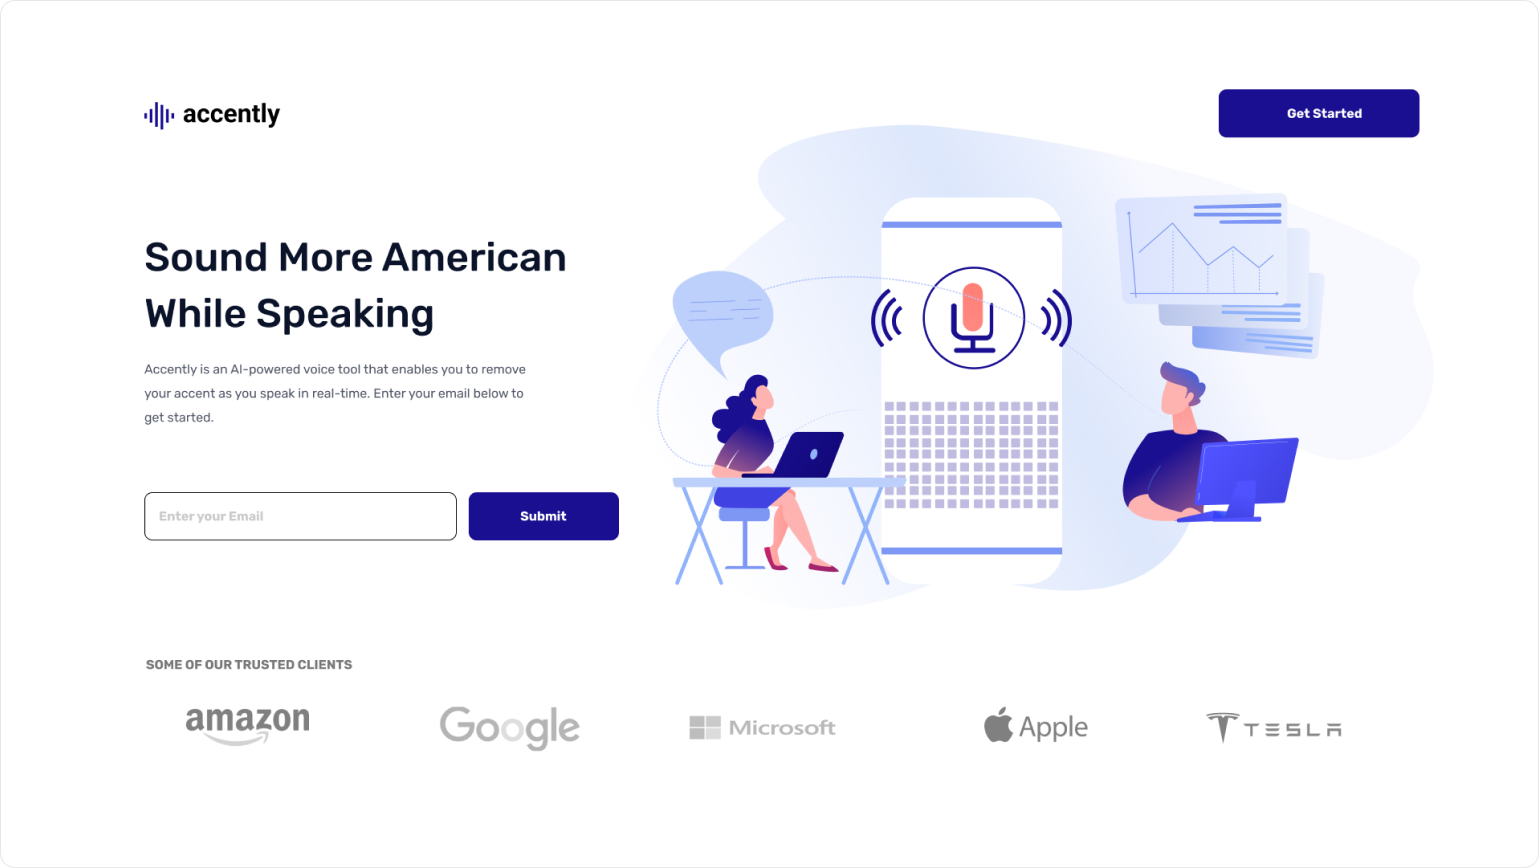 accently
Get Started
Sound More American
While Speaking
Accently is an AI-powered voice tool that enables you to remove
your accent as you speak in real-time. Enter your email below to
get started.
Enter your Email
Submit
SOME OF OUR TRUSTED CLIENTS
amazon
Google
Microsoft
Apple
TESLA